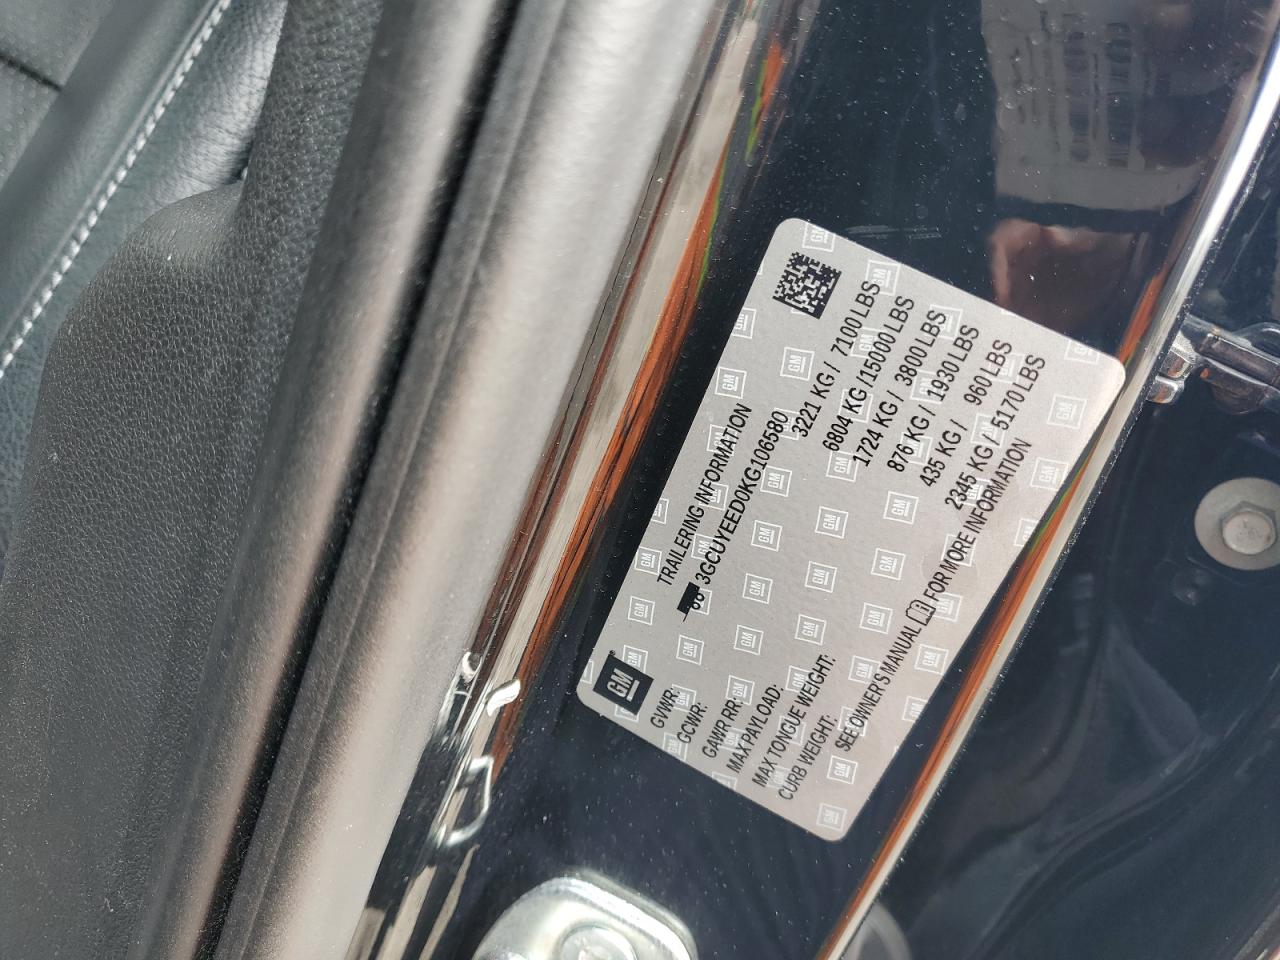 TRAILERING INFORMATION
3GCUYEED0KG106580
GVWR: 3221 KG / 7100 LBS
GCWR: 6804 KG /15000 LBS
GAWR RR: 1724 KG / 3800 LBS
MAX PAYLOAD: 876 KG / 1930 LBS
MAX TONGUE WEIGHT: 435 KG / 960 LBS
CURB WEIGHT: 2345 KG / 5170 LBS
SEE OWNER'S MANUAL FOR MORE INFORMATION
GM